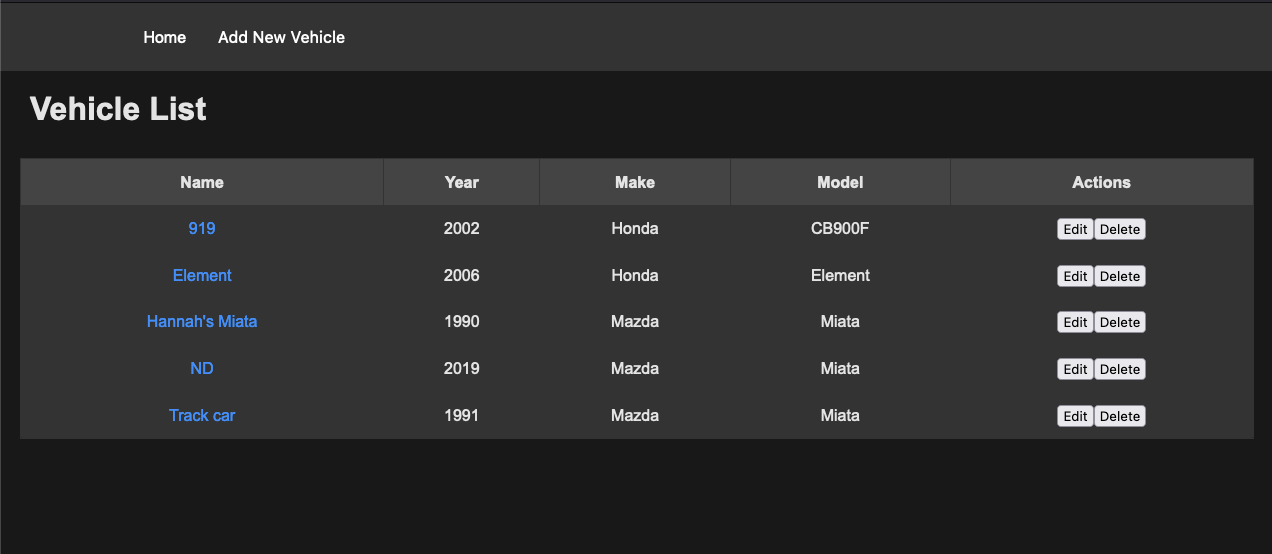 Home Add New Vehicle
Vehicle List
Name Year Make Model Actions
919 2002 Honda CB900F Edit Delete
Element 2006 Honda Element Edit Delete
Hannah's Miata 1990 Mazda Miata Edit Delete
ND 2019 Mazda Miata Edit Delete
Track car 1991 Mazda Miata Edit Delete